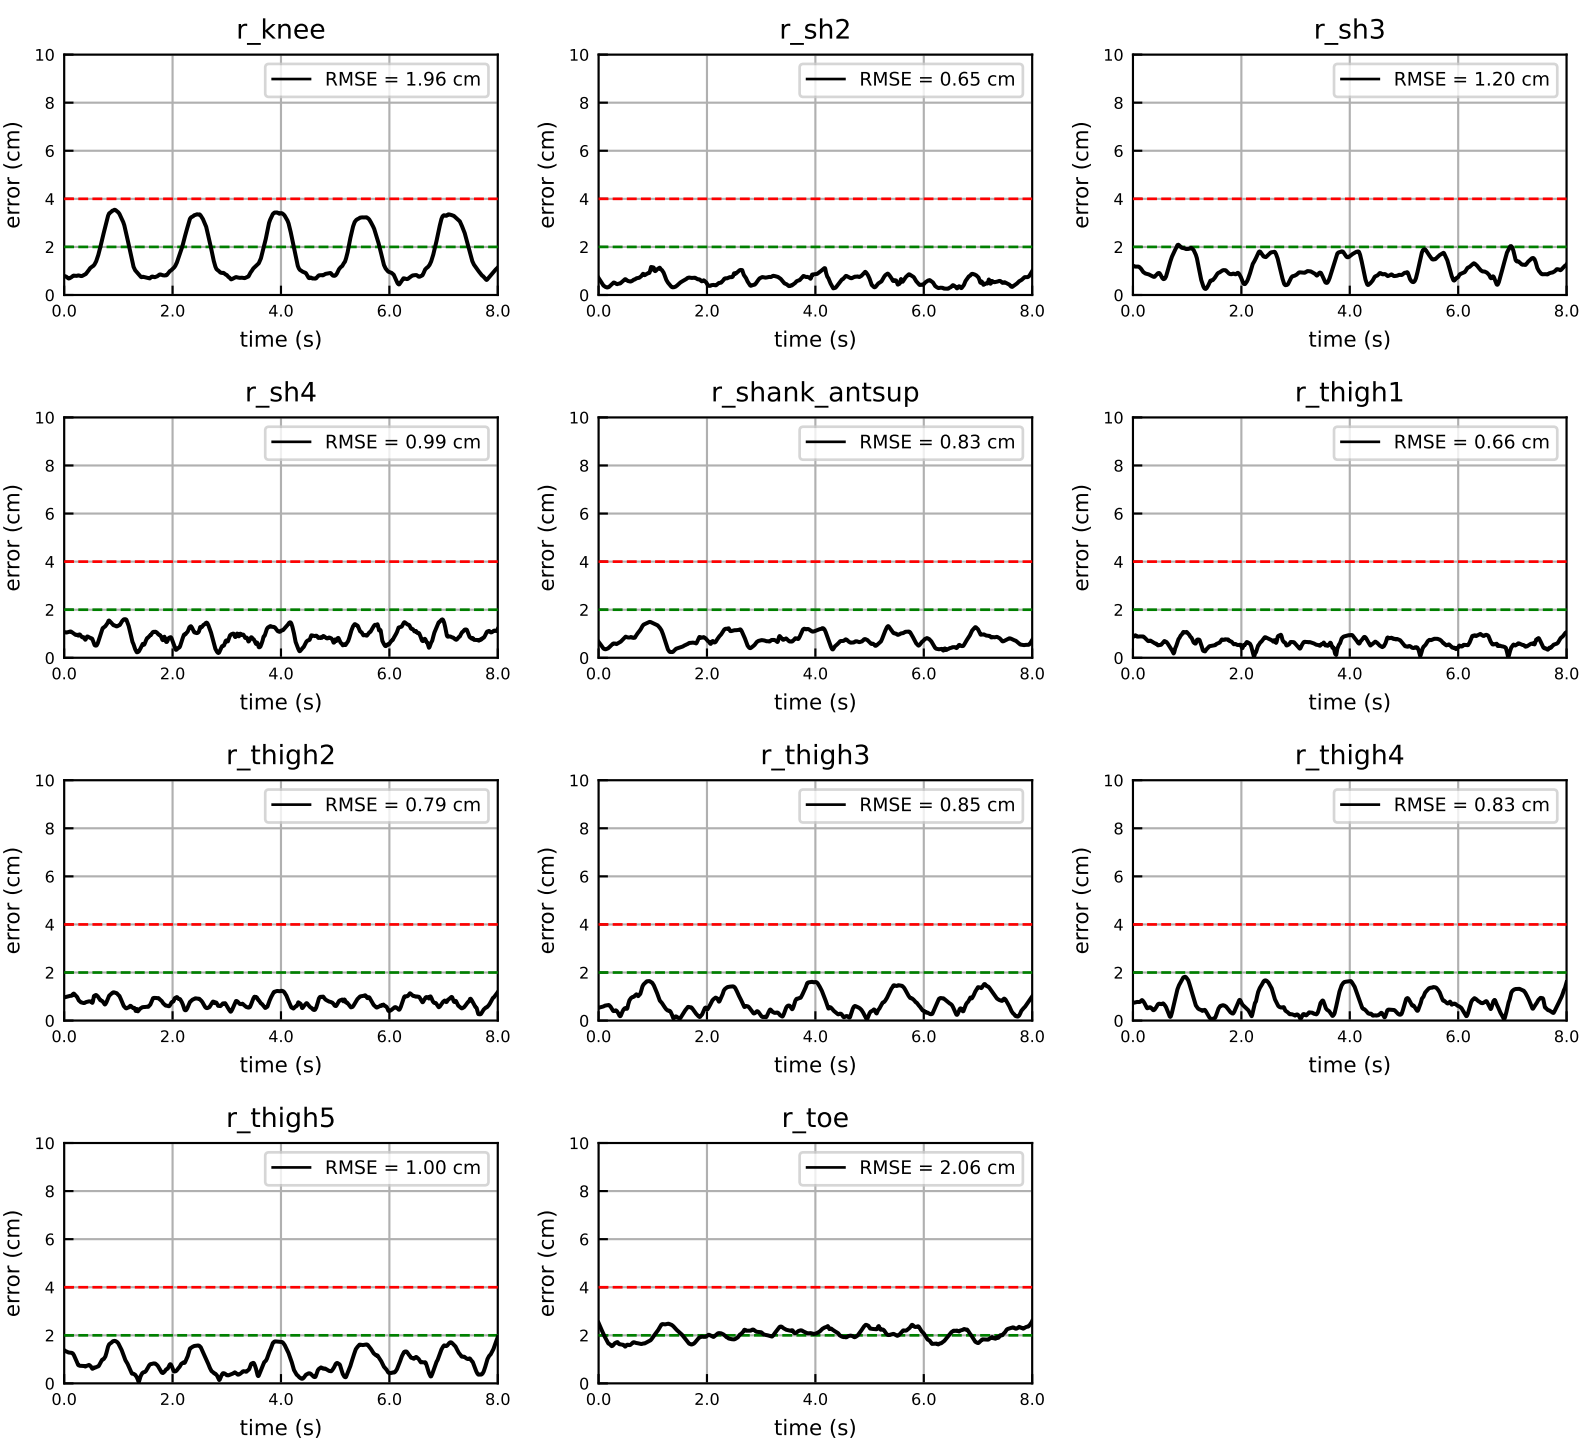 r_knee
r_sh2
r_sh3
10
8
6
4
2
0
error (cm)
RMSE = 1.96 cm
0.0 2.0 4.0 6.0 8.0
time (s)
10
8
6
4
2
0
error (cm)
RMSE = 0.65 cm
0.0 2.0 4.0 6.0 8.0
time (s)
10
8
6
4
2
0
error (cm)
RMSE = 1.20 cm
0.0 2.0 4.0 6.0 8.0
time (s)
r_sh4
r_shank_antsup
r_thigh1
10
8
6
4
2
0
error (cm)
RMSE = 0.99 cm
0.0 2.0 4.0 6.0 8.0
time (s)
10
8
6
4
2
0
error (cm)
RMSE = 0.83 cm
0.0 2.0 4.0 6.0 8.0
time (s)
10
8
6
4
2
0
error (cm)
RMSE = 0.66 cm
0.0 2.0 4.0 6.0 8.0
time (s)
r_thigh2
r_thigh3
r_thigh4
10
8
6
4
2
0
error (cm)
RMSE = 0.79 cm
0.0 2.0 4.0 6.0 8.0
time (s)
10
8
6
4
2
0
error (cm)
RMSE = 0.85 cm
0.0 2.0 4.0 6.0 8.0
time (s)
10
8
6
4
2
0
error (cm)
RMSE = 0.83 cm
0.0 2.0 4.0 6.0 8.0
time (s)
r_thigh5
r_toe
10
8
6
4
2
0
error (cm)
RMSE = 1.00 cm
0.0 2.0 4.0 6.0 8.0
time (s)
10
8
6
4
2
0
error (cm)
RMSE = 2.06 cm
0.0 2.0 4.0 6.0 8.0
time (s)